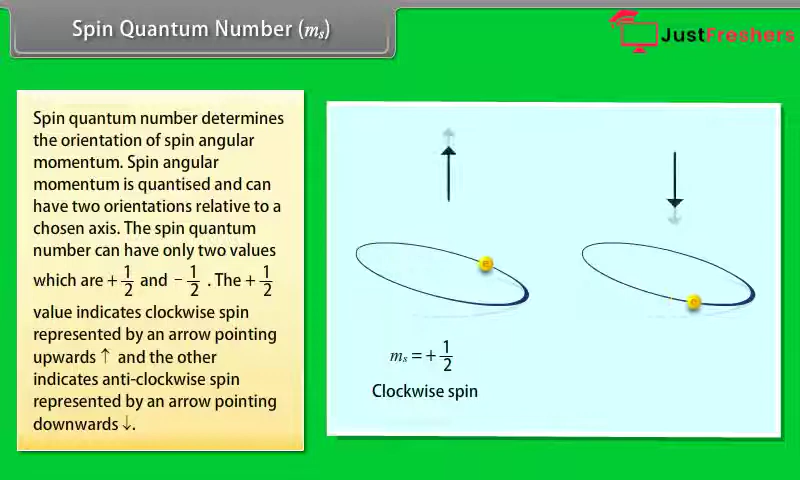 Spin Quantum Number (mₛ)
JustFreshers
Spin quantum number determines
the orientation of spin angular
momentum. Spin angular
momentum is quantised and can
have two orientations relative to a
chosen axis. The spin quantum
number can have only two values
which are + 1/2 and − 1/2 . The + 1/2
value indicates clockwise spin
represented by an arrow pointing
upwards ↑ and the other
indicates anti-clockwise spin
represented by an arrow pointing
downwards ↓.
e
e
mₛ = + 1/2
Clockwise spin